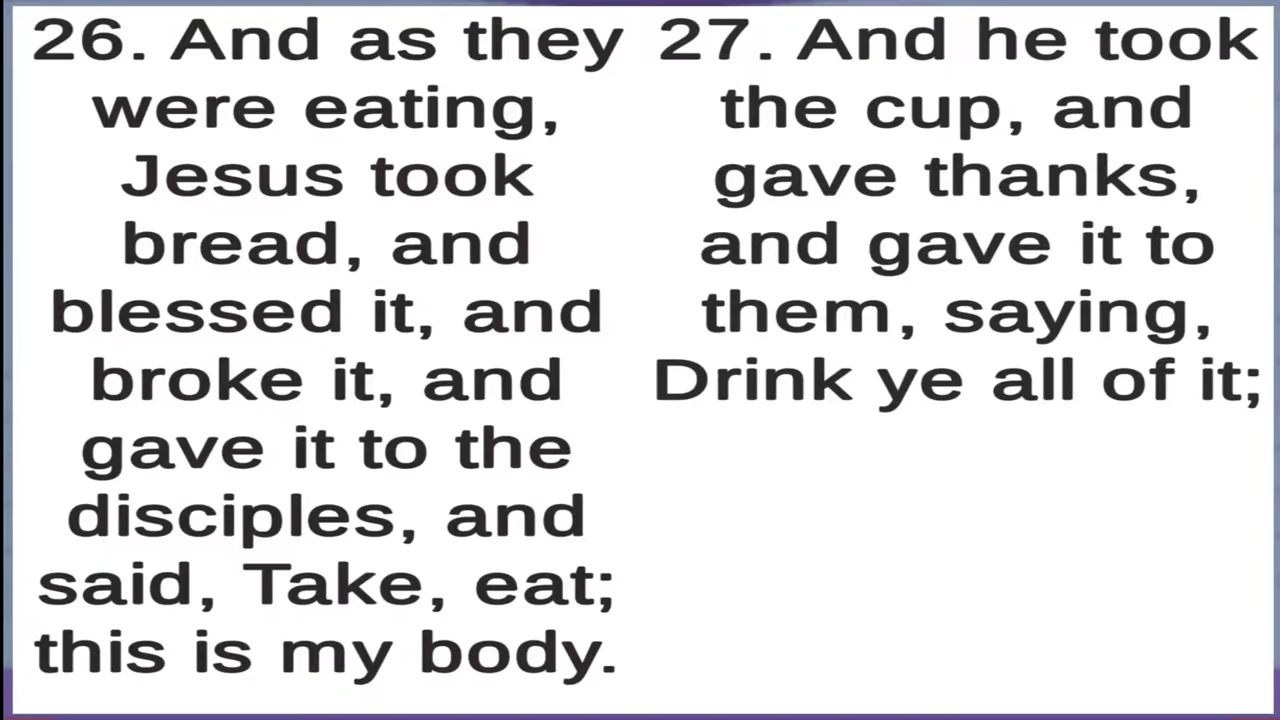 26. And as they
were eating,
Jesus took
bread, and
blessed it, and
broke it, and
gave it to the
disciples, and
said, Take, eat;
this is my body.
27. And he took
the cup, and
gave thanks,
and gave it to
them, saying,
Drink ye all of it;